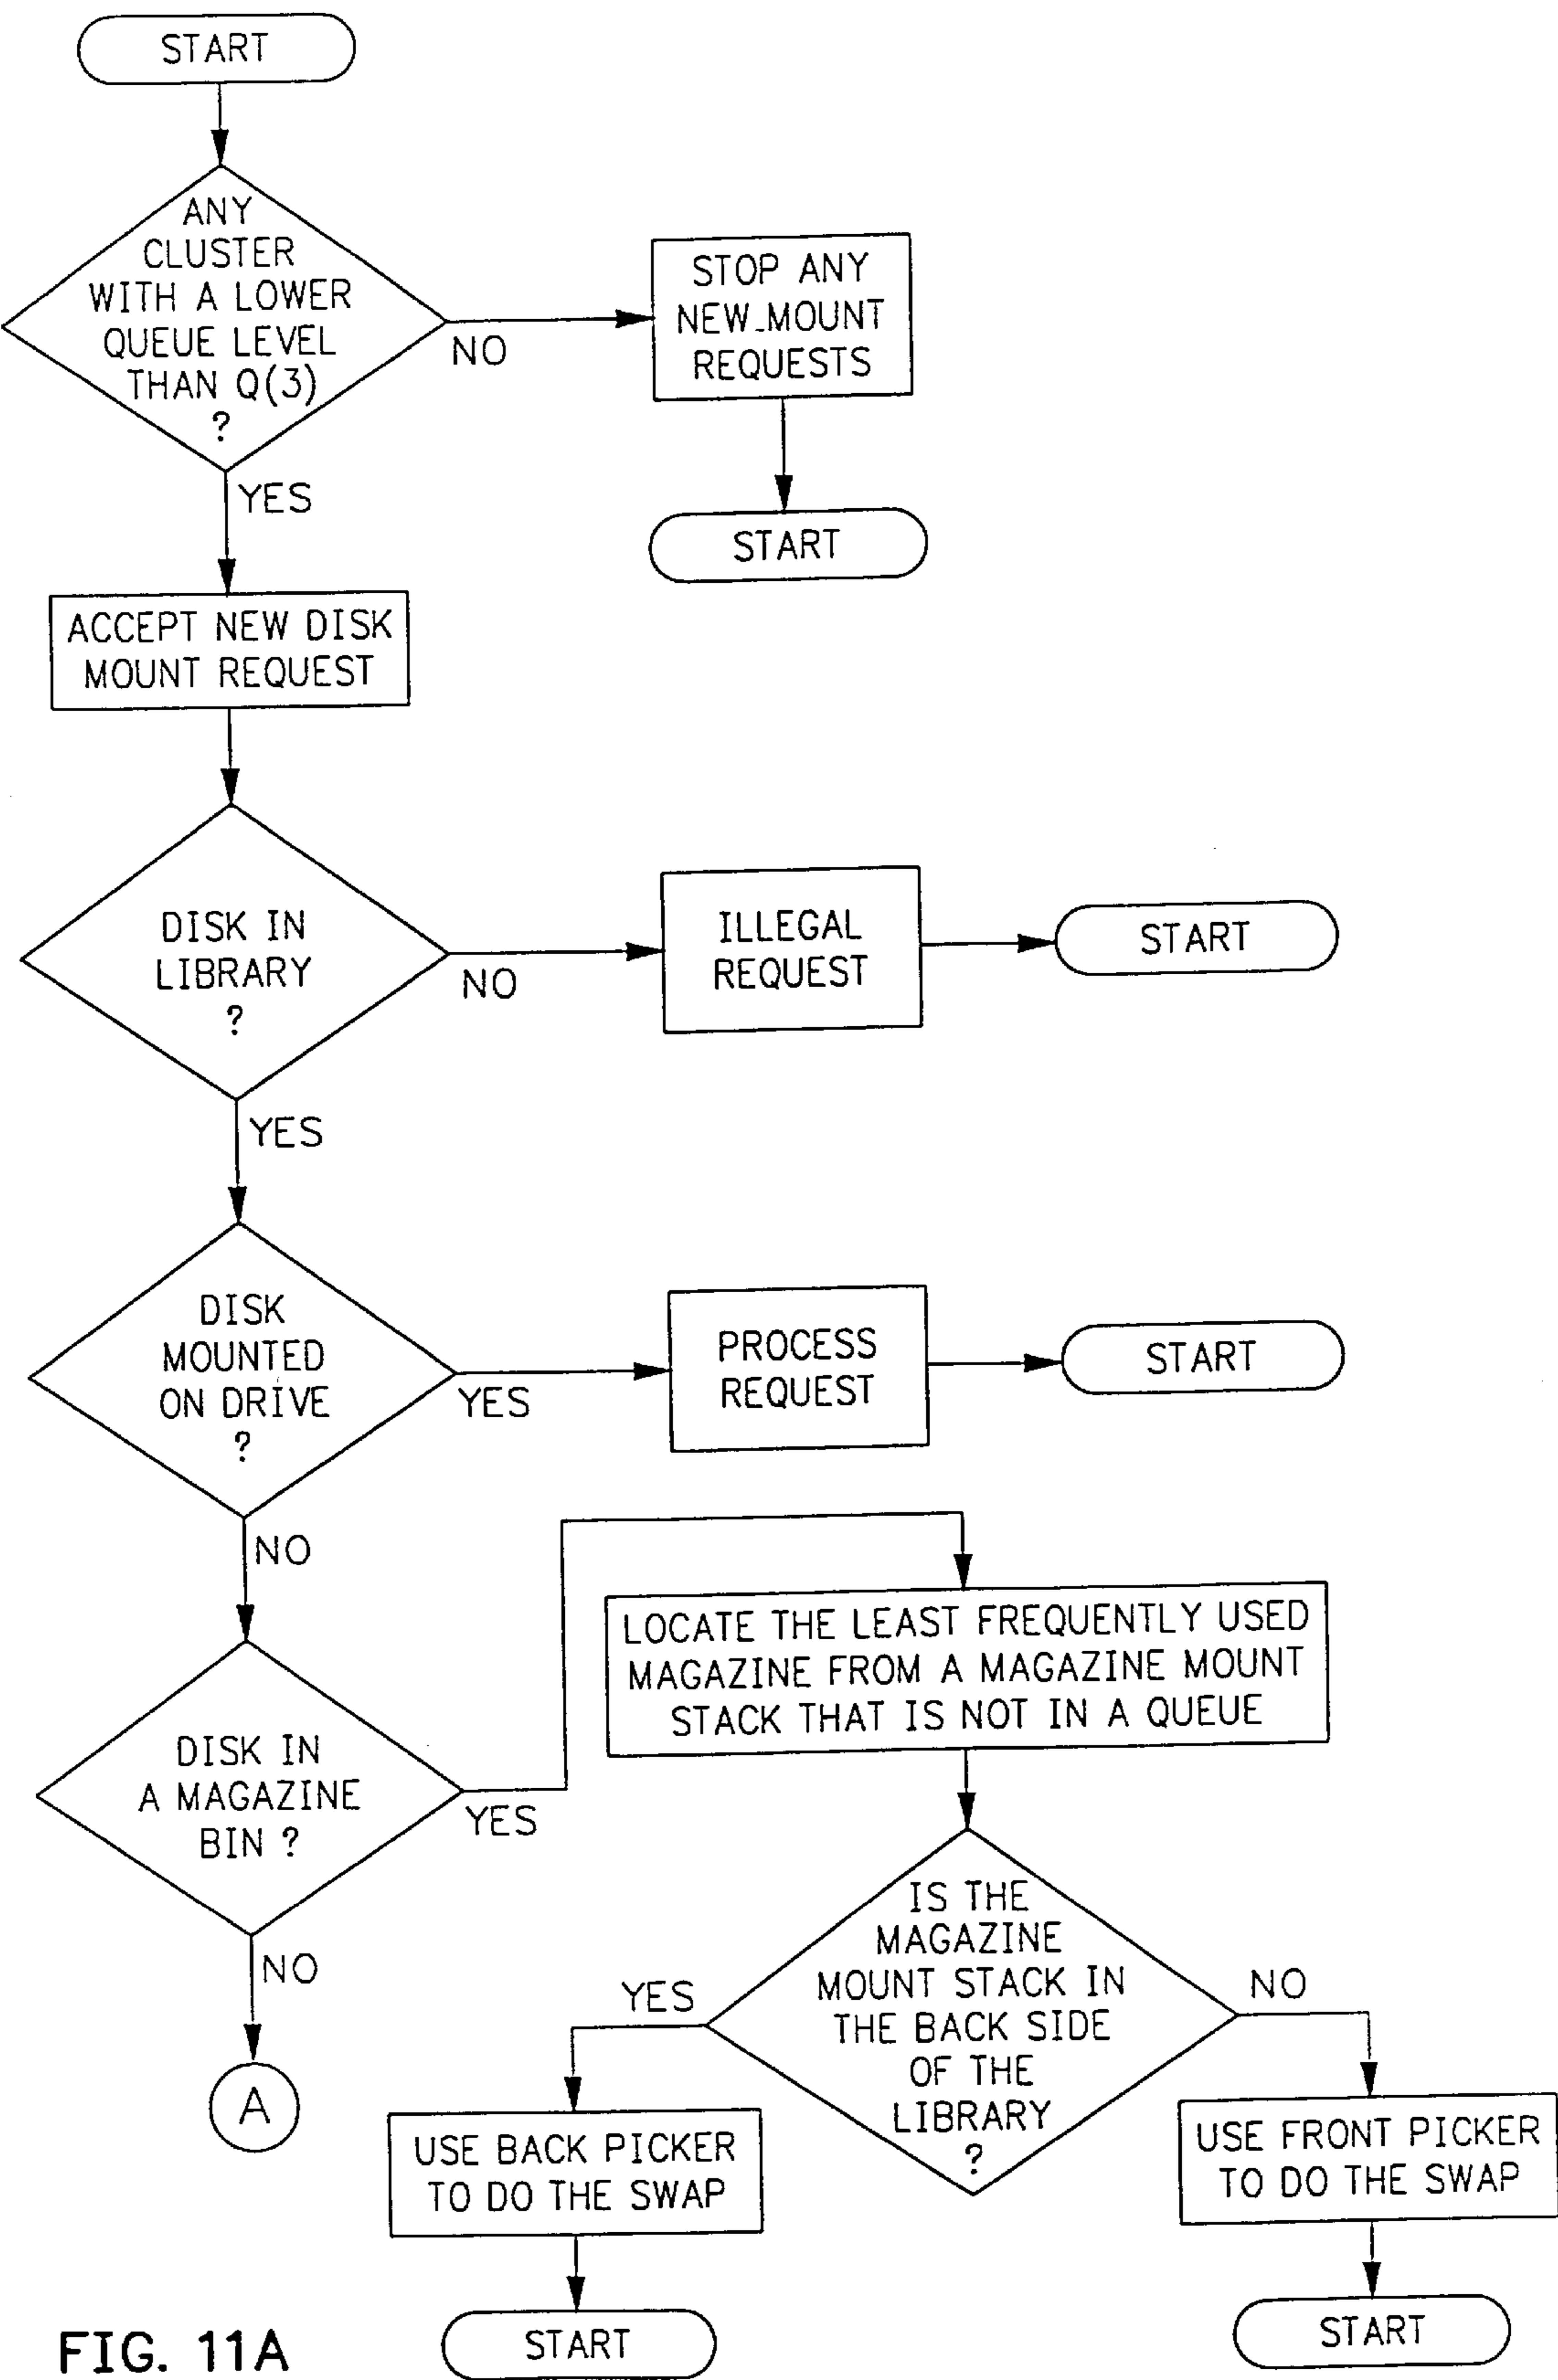 START
ANY
CLUSTER
WITH A LOWER
QUEUE LEVEL
THAN Q(3)
?
NO
STOP ANY
NEW_MOUNT
REQUESTS
START
YES
ACCEPT NEW DISK
MOUNT REQUEST
DISK IN
LIBRARY
?
NO
ILLEGAL
REQUEST
START
YES
DISK
MOUNTED
ON DRIVE
?
YES
PROCESS
REQUEST
START
NO
DISK IN
A MAGAZINE
BIN ?
YES
LOCATE THE LEAST FREQUENTLY USED
MAGAZINE FROM A MAGAZINE MOUNT
STACK THAT IS NOT IN A QUEUE
NO
A
IS THE
MAGAZINE
MOUNT STACK IN
THE BACK SIDE
OF THE
LIBRARY
?
YES
NO
USE BACK PICKER
TO DO THE SWAP
START
USE FRONT PICKER
TO DO THE SWAP
START
FIG. 11A